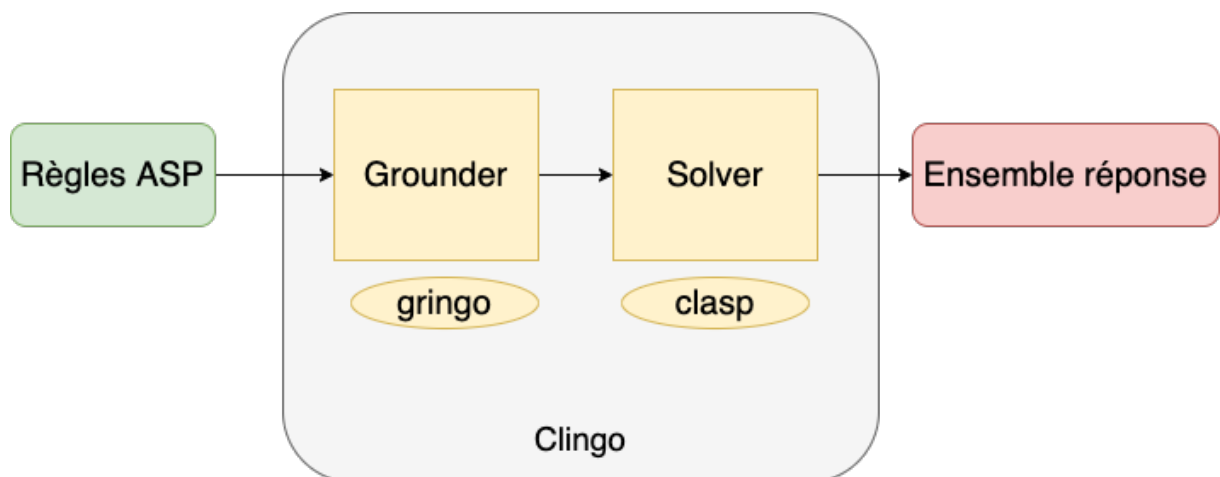 Règles ASP
Grounder
Solver
Ensemble réponse
gringo
clasp
Clingo